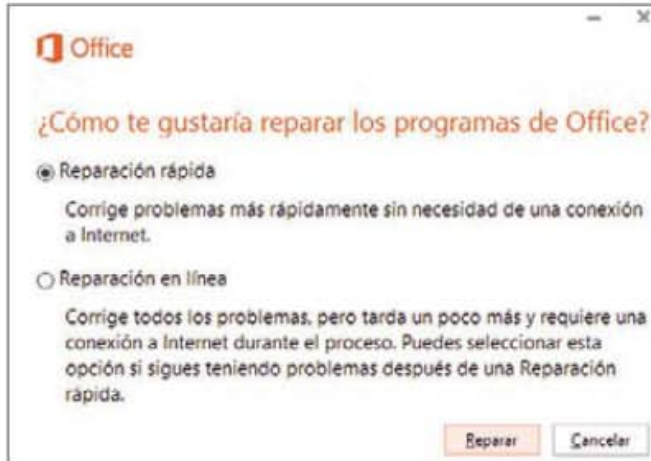 Office
¿Cómo te gustaría reparar los programas de Office?
Reparación rápida
Corrige problemas más rápidamente sin necesidad de una conexión
a Internet.
Reparación en línea
Corrige todos los problemas, pero tarda un poco más y requiere una
conexión a Internet durante el proceso. Puedes seleccionar esta
opción si sigues teniendo problemas después de una Reparación
rápida.
Reparar Cancelar